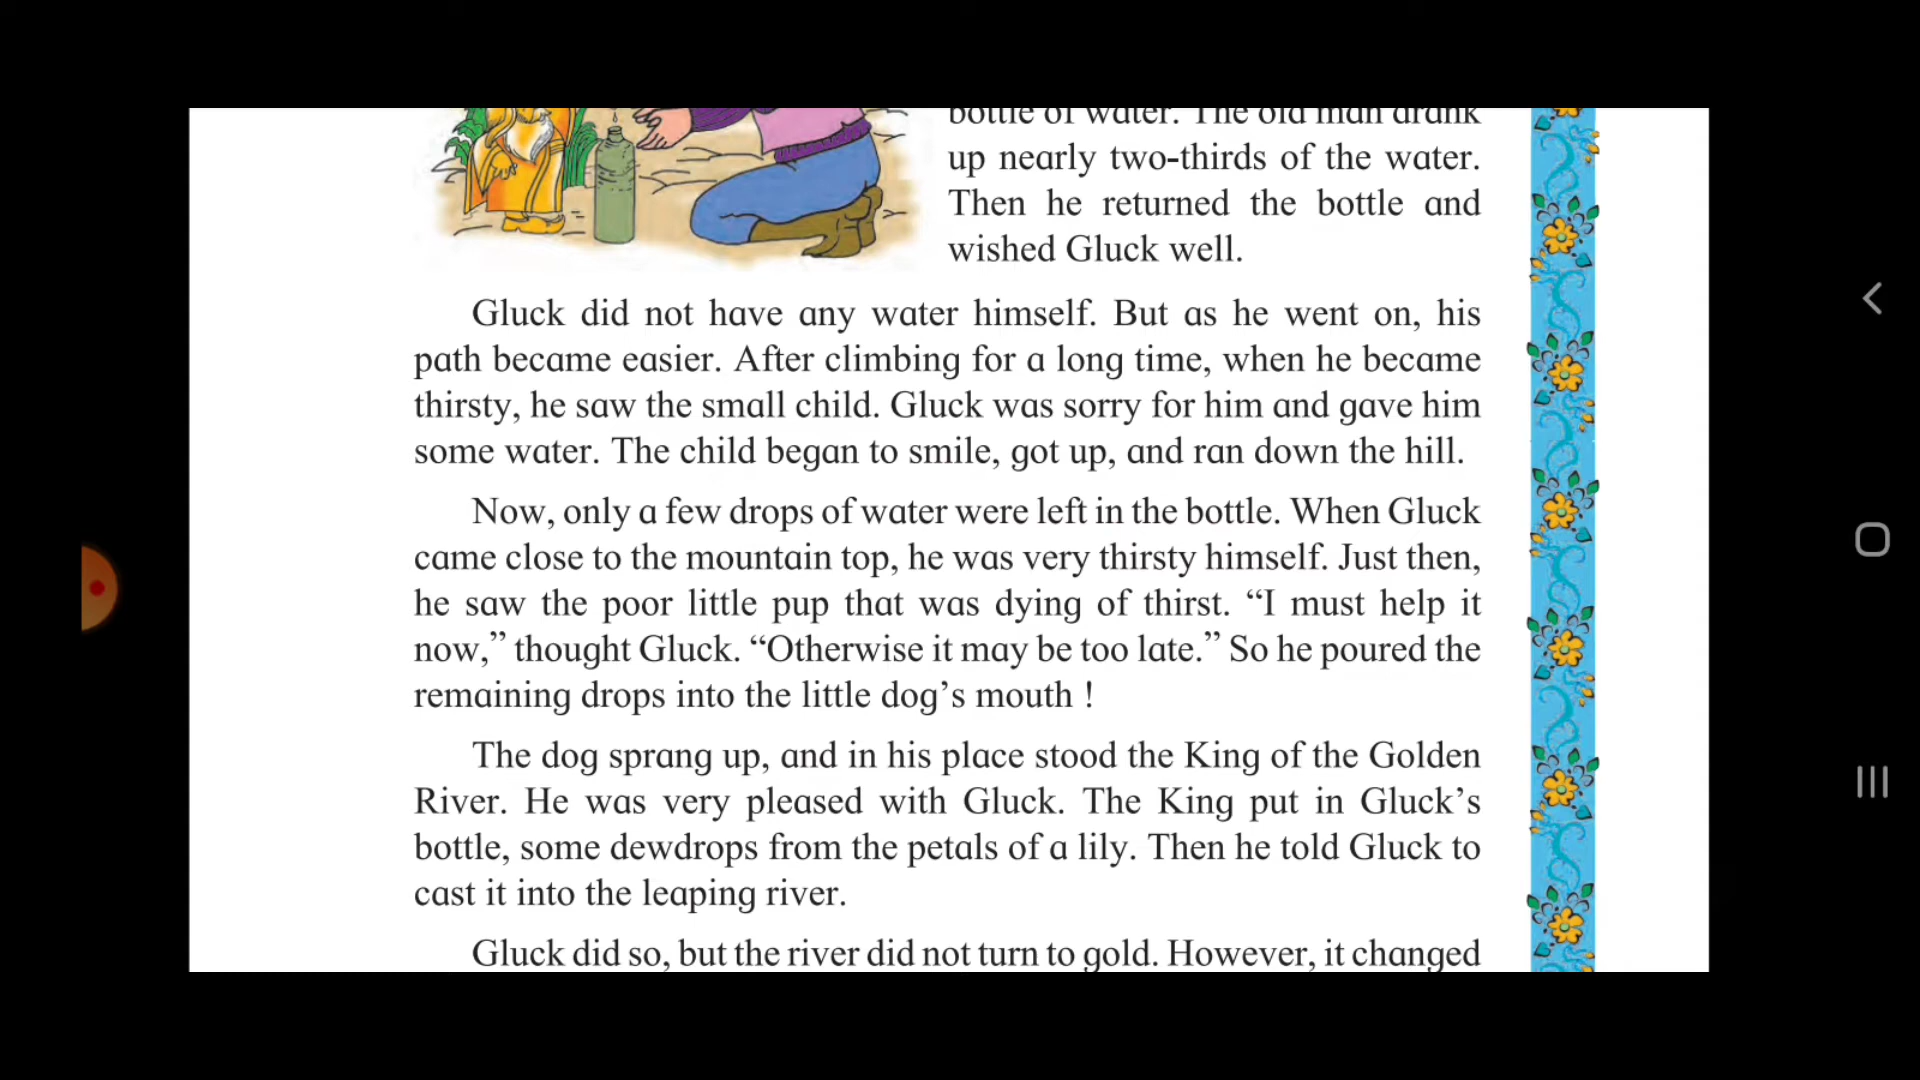 bottle of water. The old man drank
up nearly two-thirds of the water.
Then he returned the bottle and
wished Gluck well.
Gluck did not have any water himself. But as he went on, his
path became easier. After climbing for a long time, when he became
thirsty, he saw the small child. Gluck was sorry for him and gave him
some water. The child began to smile, got up, and ran down the hill.
Now, only a few drops of water were left in the bottle. When Gluck
came close to the mountain top, he was very thirsty himself. Just then,
he saw the poor little pup that was dying of thirst. “I must help it
now,” thought Gluck. “Otherwise it may be too late.” So he poured the
remaining drops into the little dog’s mouth !
The dog sprang up, and in his place stood the King of the Golden
River. He was very pleased with Gluck. The King put in Gluck’s
bottle, some dewdrops from the petals of a lily. Then he told Gluck to
cast it into the leaping river.
Gluck did so, but the river did not turn to gold. However, it changed